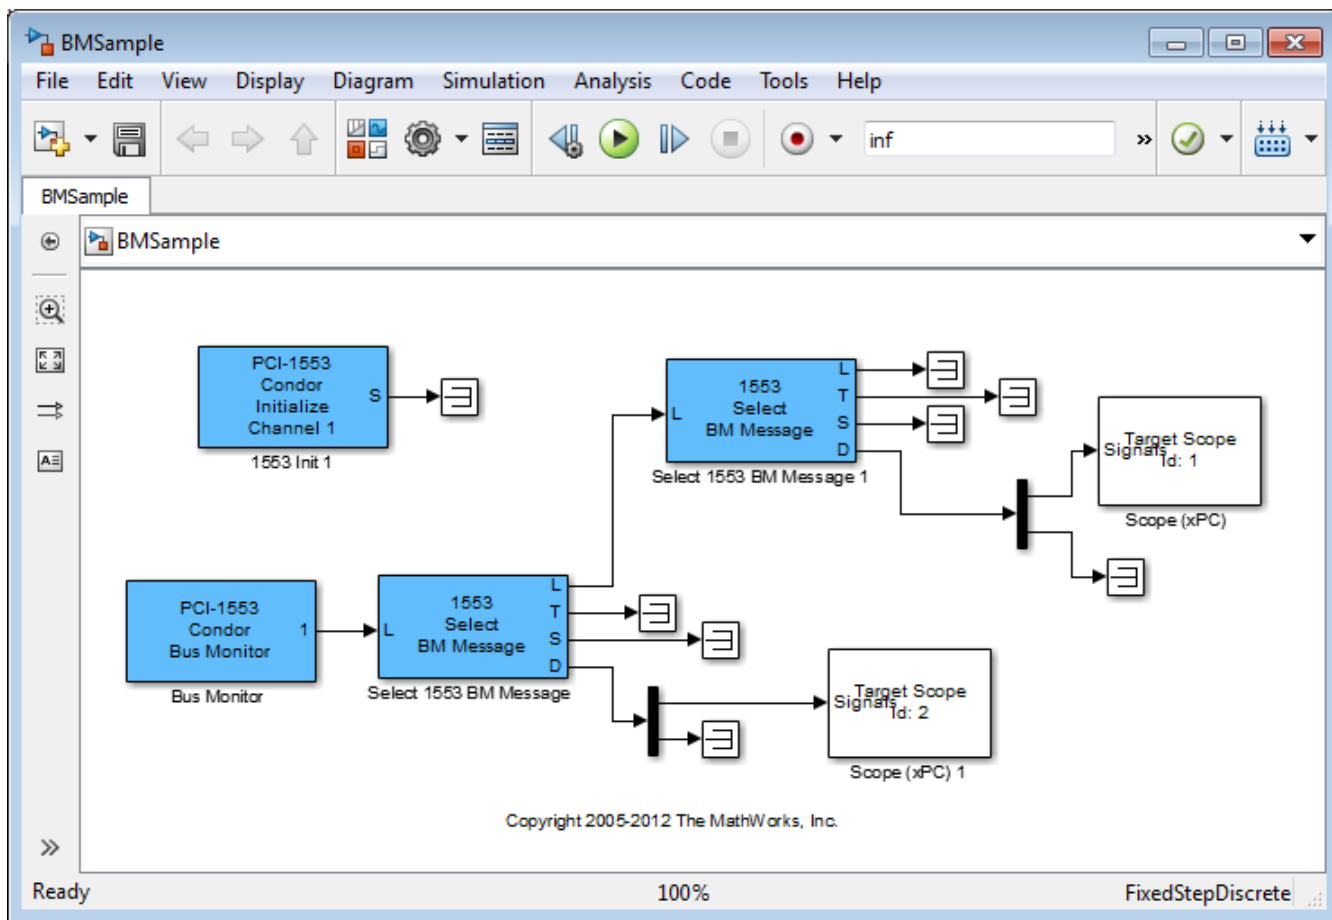 BMSample
File Edit View Display Diagram Simulation Analysis Code Tools Help
inf
BMSample
BMSample
PCI-1553
Condor
Initialize
Channel 1
S
1553 Init 1
L
1553
Select
BM Message
L
T
S
D
Select 1553 BM Message 1
Signals
Target Scope
Id: 1
Scope (xPC)
PCI-1553
Condor
Bus Monitor
1
Bus Monitor
L
1553
Select
BM Message
L
T
S
D
Select 1553 BM Message
Signals
Target Scope
Id: 2
Scope (xPC) 1
Copyright 2005-2012 The MathWorks, Inc.
Ready 100% FixedStepDiscrete